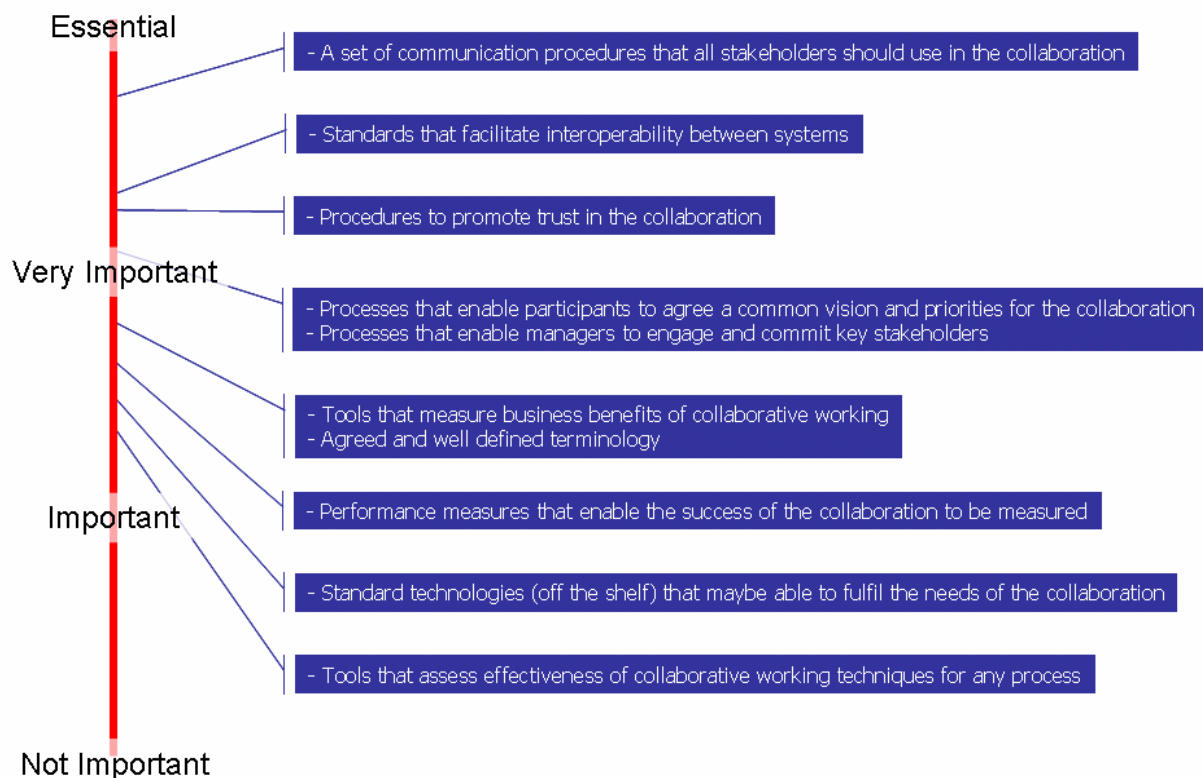 Essential
- A set of communication procedures that all stakeholders should use in the collaboration
- Standards that facilitate interoperability between systems
- Procedures to promote trust in the collaboration
Very Important
- Processes that enable participants to agree a common vision and priorities for the collaboration
- Processes that enable managers to engage and commit key stakeholders
- Tools that measure business benefits of collaborative working
- Agreed and well defined terminology
Important
- Performance measures that enable the success of the collaboration to be measured
- Standard technologies (off the shelf) that maybe able to fulfil the needs of the collaboration
- Tools that assess effectiveness of collaborative working techniques for any process
Not Important